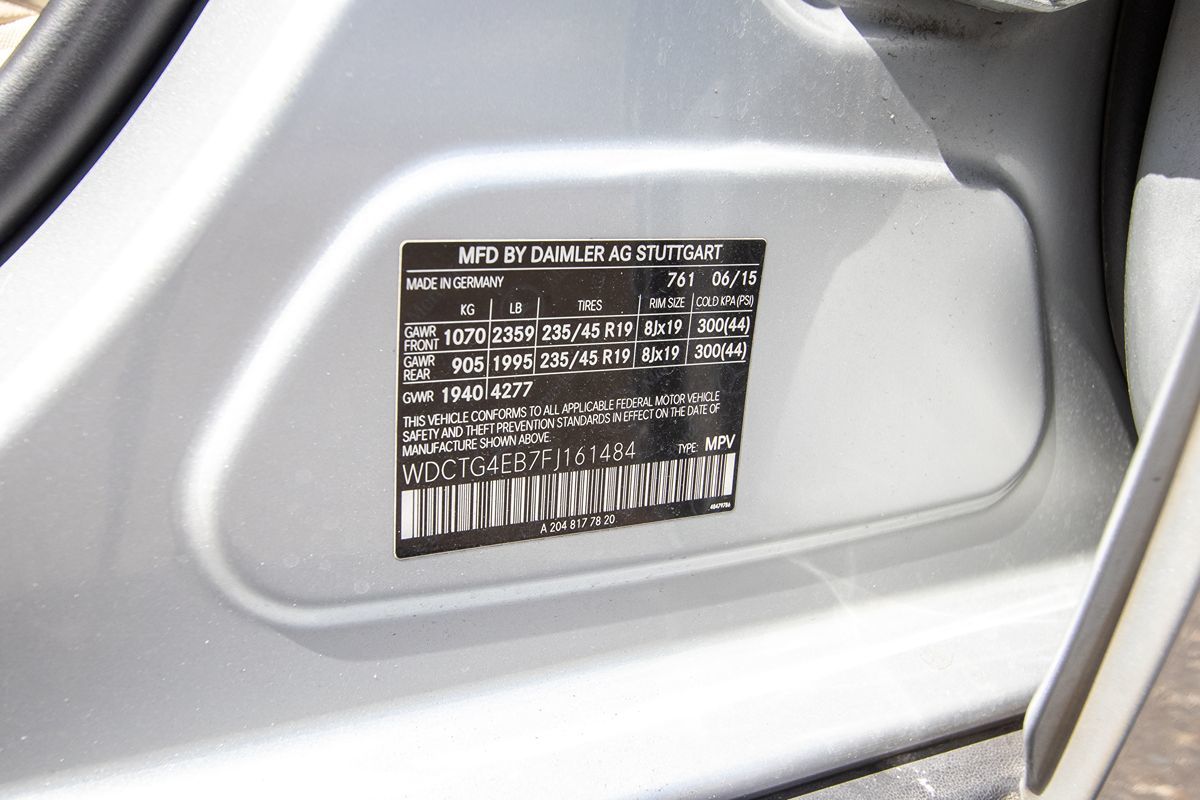 MFD BY DAIMLER AG STUTTGART
MADE IN GERMANY 761 06/15
KG LB TIRES RIM SIZE COLD KPA(PSI)
GAWR FRONT 1070 2359 235/45 R19 8Jx19 300(44)
GAWR REAR 905 1995 235/45 R19 8Jx19 300(44)
GVWR 1940 4277
THIS VEHICLE CONFORMS TO ALL APPLICABLE FEDERAL MOTOR VEHICLE
SAFETY AND THEFT PREVENTION STANDARDS IN EFFECT ON THE DATE OF
MANUFACTURE SHOWN ABOVE.
TYPE: MPV
WDCTG4EB7FJ161484
A 204 817 78 20
48479786